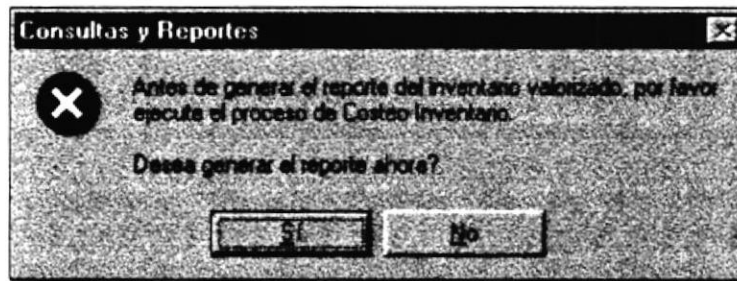 Consultas y Reportes
Antes de generar el reporte del inventario valorizado, por favor
ejecute el proceso de Costeo Inventario.
Desea generar el reporte ahora?
Sí
No